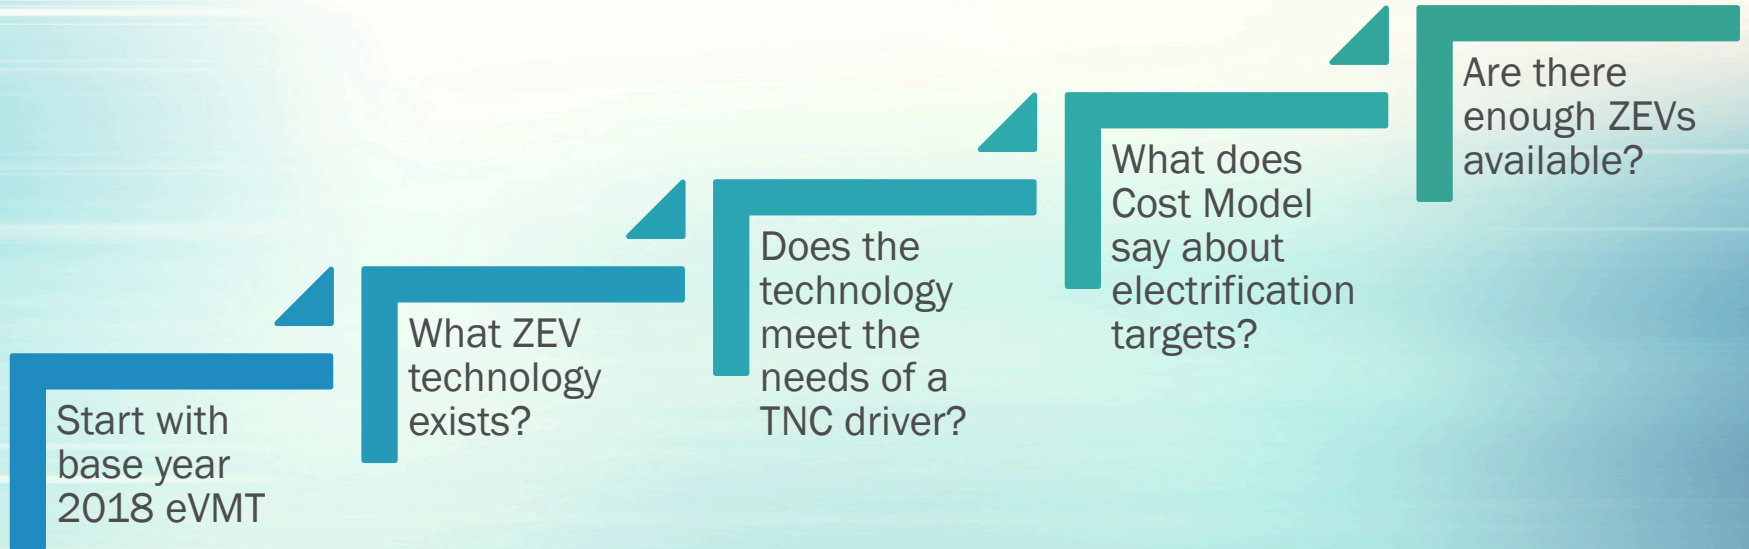 Start with
base year
2018 eVMT
What ZEV
technology
exists?
Does the
technology
meet the
needs of a
TNC driver?
What does
Cost Model
say about
electrification
targets?
Are there
enough ZEVs
available?